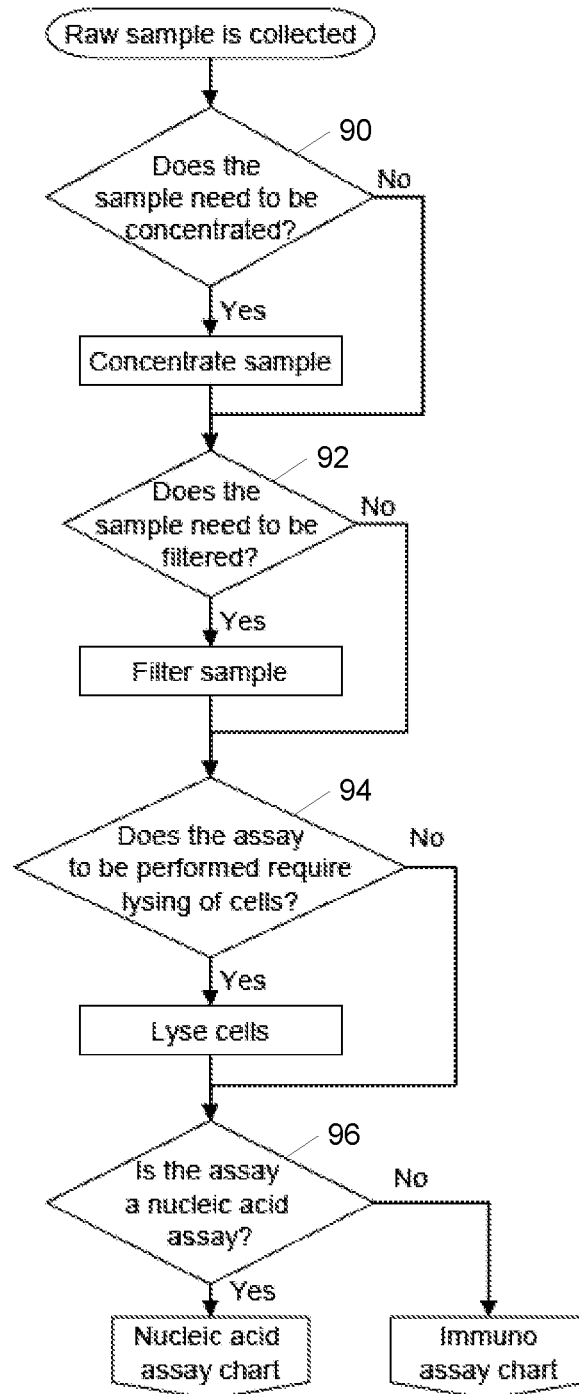 Raw sample is collected
90
Does the
sample need to be
concentrated?
No
Yes
Concentrate sample
92
Does the
sample need to be
filtered?
No
Yes
Filter sample
94
Does the assay
to be performed require
lysing of cells?
No
Yes
Lyse cells
96
Is the assay
a nucleic acid
assay?
No
Yes
Nucleic acid
assay chart
Immuno
assay chart